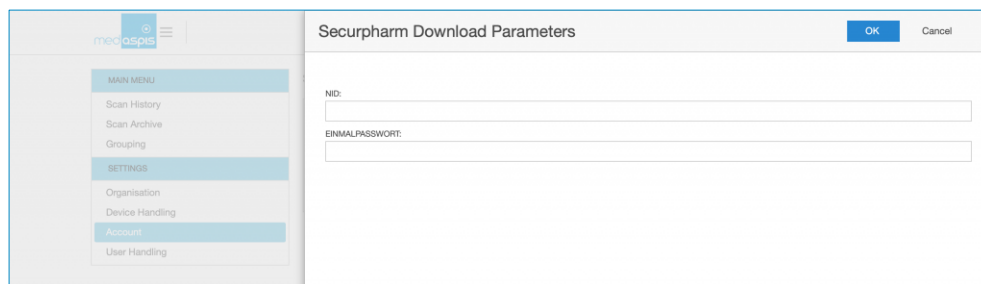 medaspis
Securpharm Download Parameters
OK
Cancel
MAIN MENU
Scan History
Scan Archive
Grouping
SETTINGS
Organisation
Device Handling
Account
User Handling
NID:
EINMALPASSWORT: